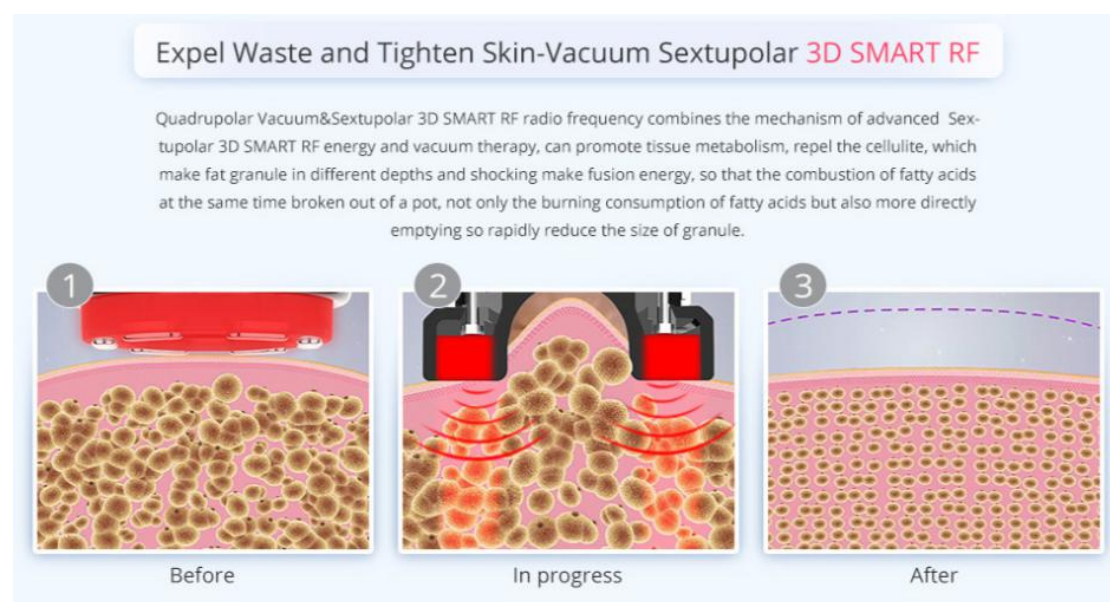 Expel Waste and Tighten Skin-Vacuum Sextupolar 3D SMART RF
Quadrupolar Vacuum&Sextupolar 3D SMART RF radio frequency combines the mechanism of advanced Sex-
tupolar 3D SMART RF energy and vacuum therapy, can promote tissue metabolism, repel the cellulite, which
make fat granule in different depths and shocking make fusion energy, so that the combustion of fatty acids
at the same time broken out of a pot, not only the burning consumption of fatty acids but also more directly
emptying so rapidly reduce the size of granule.
1
2
3
Before
In progress
After